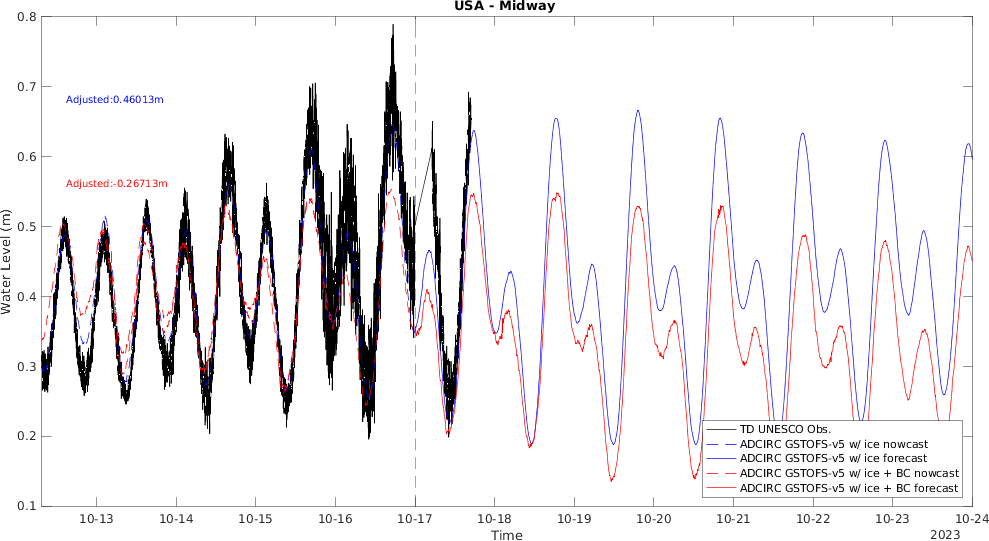 USA - Midway
0.8
0.7
0.6
0.5
0.4
0.3
0.2
0.1
Water Level (m)
Adjusted:0.46013m
Adjusted:-0.26713m
TD UNESCO Obs.
ADCIRC GSTOFS-v5 w/ ice nowcast
ADCIRC GSTOFS-v5 w/ ice forecast
ADCIRC GSTOFS-v5 w/ ice + BC nowcast
ADCIRC GSTOFS-v5 w/ ice + BC forecast
10-13 10-14 10-15 10-16 10-17 10-18 10-19 10-20 10-21 10-22 10-23 10-24
Time
2023